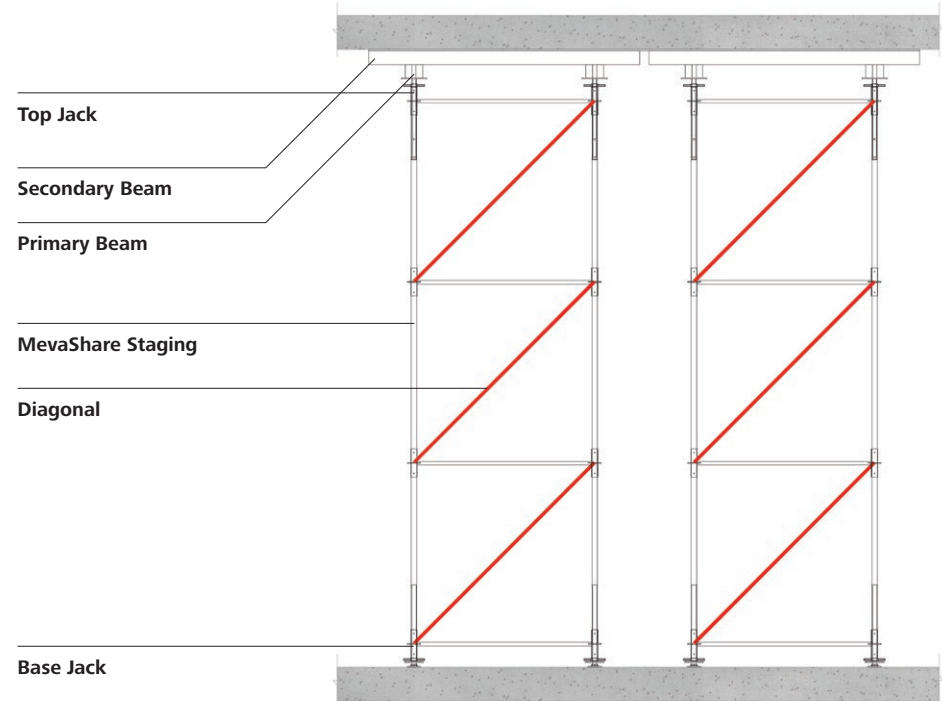 Top Jack
Secondary Beam
Primary Beam
MevaShare Staging
Diagonal
Base Jack